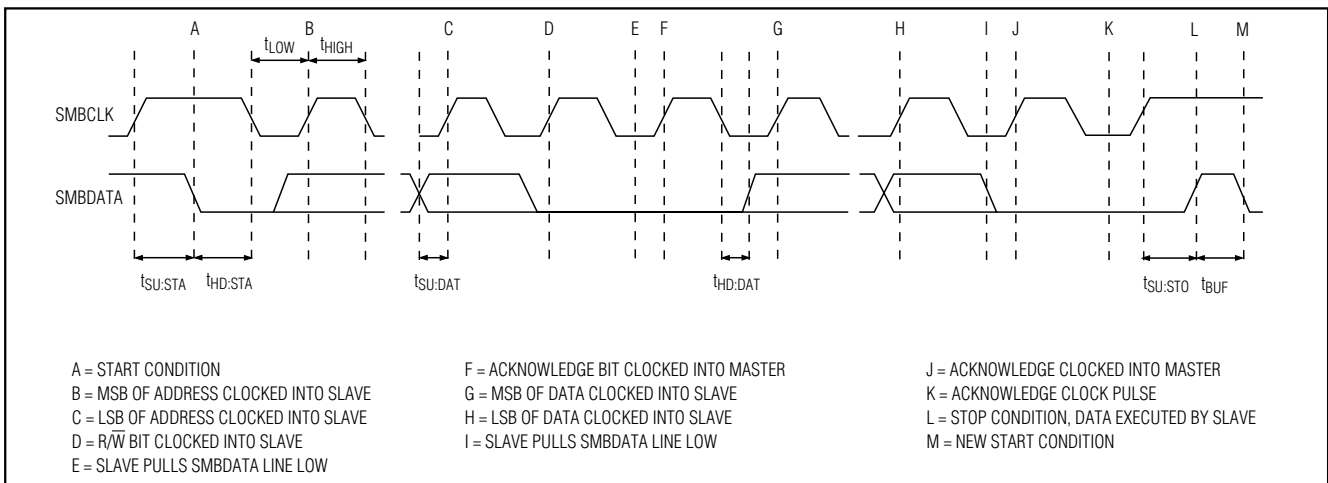 A B C D E F G H I J K L M
tLOW tHIGH
SMBCLK
SMBDATA
tSU:STA tHD:STA tSU:DAT tHD:DAT tSU:STO tBUF
A = START CONDITION
B = MSB OF ADDRESS CLOCKED INTO SLAVE
C = LSB OF ADDRESS CLOCKED INTO SLAVE
D = R/W̅ BIT CLOCKED INTO SLAVE
E = SLAVE PULLS SMBDATA LINE LOW
F = ACKNOWLEDGE BIT CLOCKED INTO MASTER
G = MSB OF DATA CLOCKED INTO SLAVE
H = LSB OF DATA CLOCKED INTO SLAVE
I = SLAVE PULLS SMBDATA LINE LOW
J = ACKNOWLEDGE CLOCKED INTO MASTER
K = ACKNOWLEDGE CLOCK PULSE
L = STOP CONDITION, DATA EXECUTED BY SLAVE
M = NEW START CONDITION